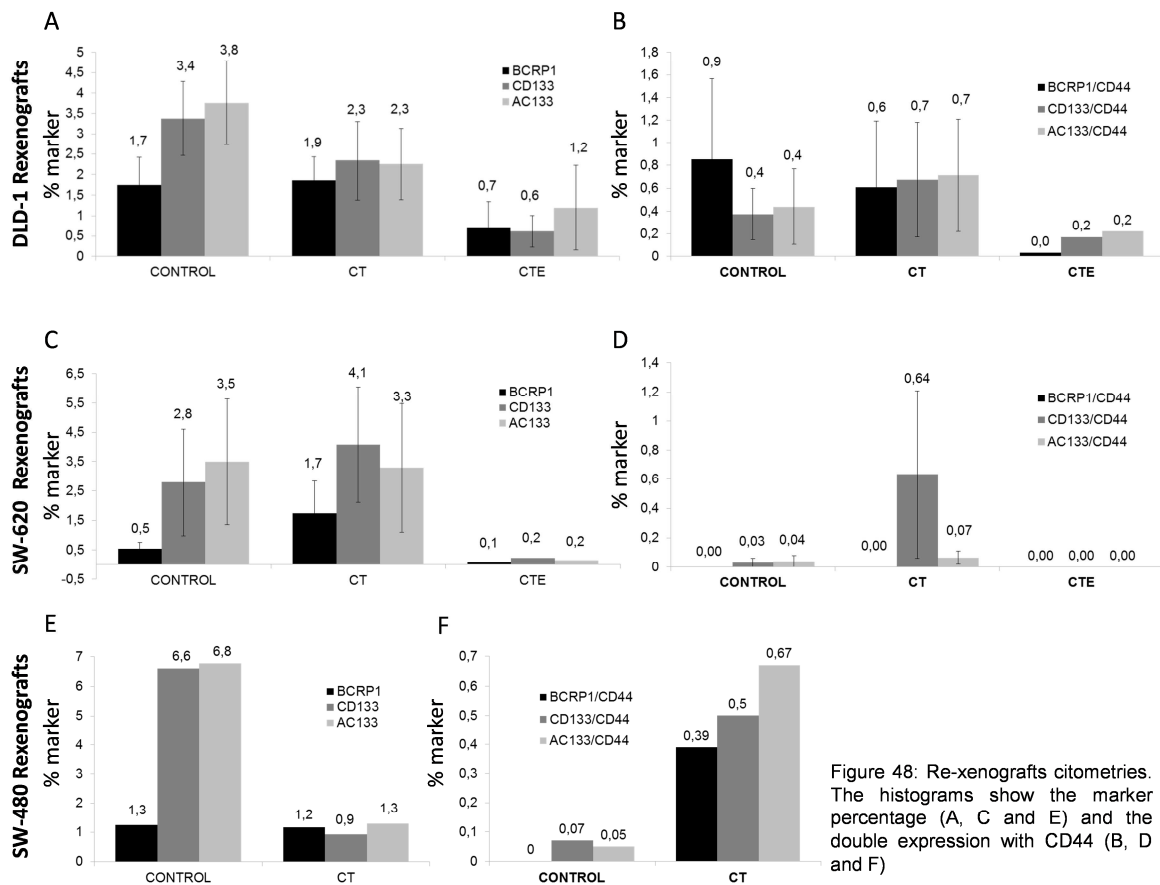 A
DLD-1 Rexenografts
% marker
5
4,5
4
3,5
3
2,5
2
1,5
1
0,5
0
1,7
3,4
3,8
1,9
2,3
2,3
0,7
0,6
1,2
BCRP1
CD133
AC133
CONTROL
CT
CTE
B
% marker
1,8
1,6
1,4
1,2
1
0,8
0,6
0,4
0,2
0
0,9
0,4
0,4
0,6
0,7
0,7
0,0
0,2
0,2
BCRP1/CD44
CD133/CD44
AC133/CD44
CONTROL
CT
CTE
C
SW-620 Rexenografts
% marker
6,5
5,5
4,5
3,5
2,5
1,5
0,5
-0,5
0,5
2,8
3,5
1,7
4,1
3,3
0,1
0,2
0,2
BCRP1
CD133
AC133
CONTROL
CT
CTE
D
% marker
1,4
1,2
1
0,8
0,6
0,4
0,2
0
0,00
0,03
0,04
0,00
0,64
0,07
0,00
0,00
0,00
BCRP1/CD44
CD133/CD44
AC133/CD44
CONTROL
CT
CTE
E
SW-480 Rexenografts
% marker
7
6
5
4
3
2
1
0
1,3
6,6
6,8
1,2
0,9
1,3
BCRP1
CD133
AC133
CONTROL
CT
F
% marker
0,7
0,6
0,5
0,4
0,3
0,2
0,1
0
0
0,07
0,05
0,39
0,5
0,67
BCRP1/CD44
CD133/CD44
AC133/CD44
CONTROL
CT
Figure 48: Re-xenografts citometries.
The histograms show the marker
percentage (A, C and E) and the
double expression with CD44 (B, D
and F)